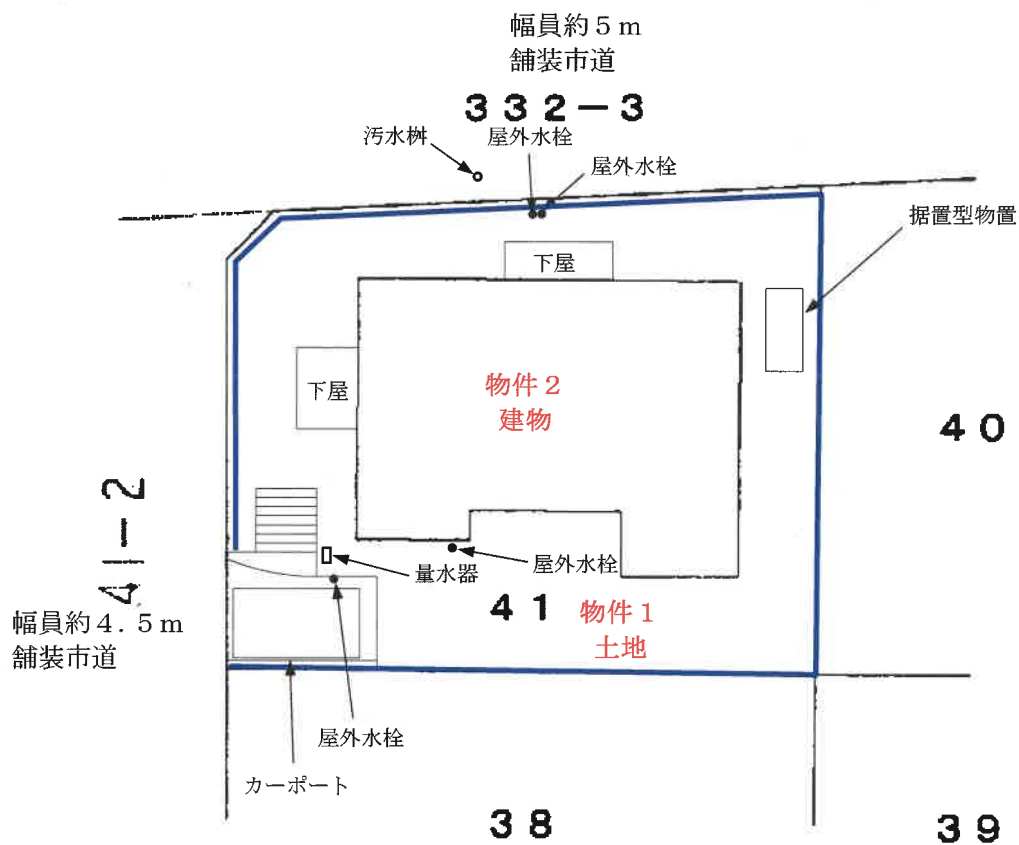 幅員約５ｍ
舗装市道
３３２－３
汚水桝
屋外水栓
屋外水栓
据置型物置
下屋
下屋
物件２
建物
４０
４１－２
量水器
屋外水栓
４１
物件１
土地
幅員約４．５ｍ
舗装市道
屋外水栓
カーポート
３８
３９